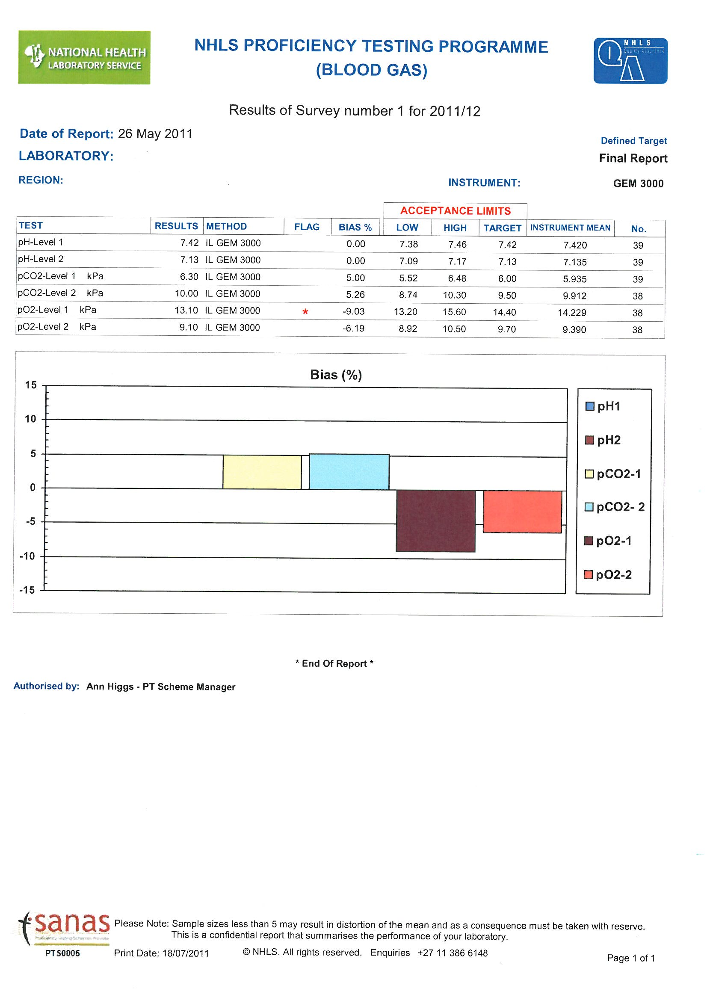 NATIONAL HEALTH
LABORATORY SERVICE
NHLS PROFICIENCY TESTING PROGRAMME
(BLOOD GAS)
NHLS
Quality Assurance
QA
Results of Survey number 1 for 2011/12
Date of Report: 26 May 2011
Defined Target
LABORATORY:
Final Report
REGION:
INSTRUMENT: GEM 3000
ACCEPTANCE LIMITS
TEST RESULTS METHOD FLAG BIAS % LOW HIGH TARGET INSTRUMENT MEAN No.
pH-Level 1 7.42 IL GEM 3000 0.00 7.38 7.46 7.42 7.420 39
pH-Level 2 7.13 IL GEM 3000 0.00 7.09 7.17 7.13 7.135 39
pCO2-Level 1 kPa 6.30 IL GEM 3000 5.00 5.52 6.48 6.00 5.935 39
pCO2-Level 2 kPa 10.00 IL GEM 3000 5.26 8.74 10.30 9.50 9.912 38
pO2-Level 1 kPa 13.10 IL GEM 3000 * -9.03 13.20 15.60 14.40 14.229 38
pO2-Level 2 kPa 9.10 IL GEM 3000 -6.19 8.92 10.50 9.70 9.390 38
Bias (%)
15
10
5
0
-5
-10
-15
pH1
pH2
pCO2-1
pCO2- 2
pO2-1
pO2-2
* End Of Report *
Authorised by: Ann Higgs - PT Scheme Manager
sanas
Proficiency Testing Schemes Provider
PTS0005
Please Note: Sample sizes less than 5 may result in distortion of the mean and as a consequence must be taken with reserve.
This is a confidential report that summarises the performance of your laboratory.
Print Date: 18/07/2011 © NHLS. All rights reserved. Enquiries +27 11 386 6148
Page 1 of 1